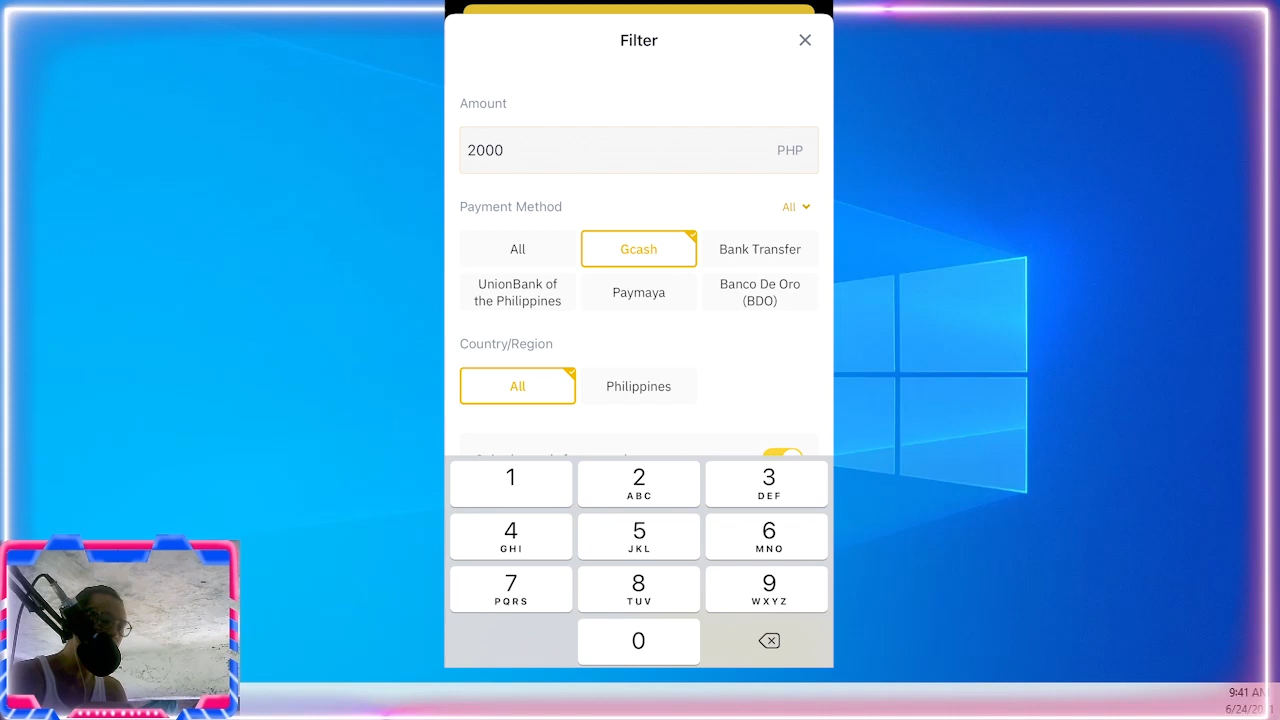 Filter
Amount
2000 PHP
Payment Method All
All Gcash Bank Transfer
UnionBank of the Philippines Paymaya Banco De Oro (BDO)
Country/Region
All Philippines
1 2 ABC 3 DEF
4 GHI 5 JKL 6 MNO
7 PQRS 8 TUV 9 WXYZ
0
9:41 AM